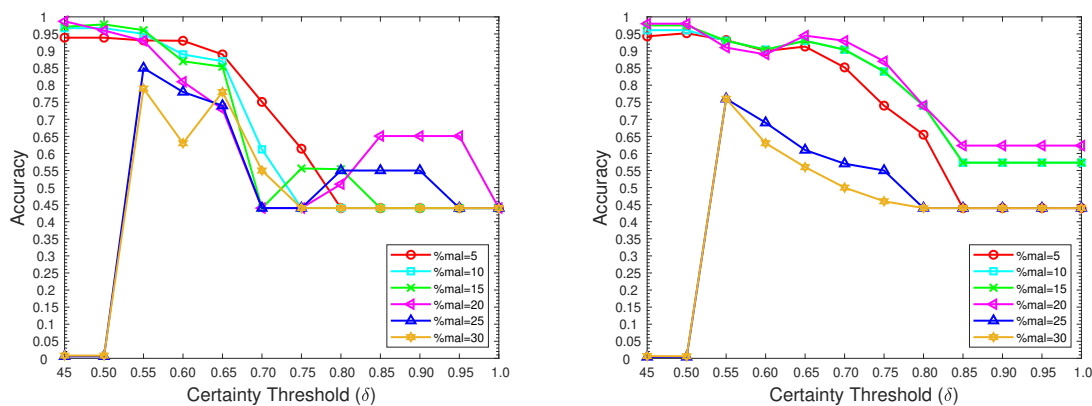 1
0.95
0.9
0.85
0.8
0.75
0.7
0.65
0.6
0.55
0.5
0.45
0.4
0.35
0.3
0.25
0.2
0.15
0.1
0.05
0
Accuracy
45 0.50 0.55 0.60 0.65 0.70 0.75 0.80 0.85 0.90 0.95 1.0
Certainty Threshold (δ)
%mal=5
%mal=10
%mal=15
%mal=20
%mal=25
%mal=30
1
0.95
0.9
0.85
0.8
0.75
0.7
0.65
0.6
0.55
0.5
0.45
0.4
0.35
0.3
0.25
0.2
0.15
0.1
0.05
0
Accuracy
45 0.50 0.55 0.60 0.65 0.70 0.75 0.80 0.85 0.90 0.95 1.0
Certainty Threshold (δ)
%mal=5
%mal=10
%mal=15
%mal=20
%mal=25
%mal=30